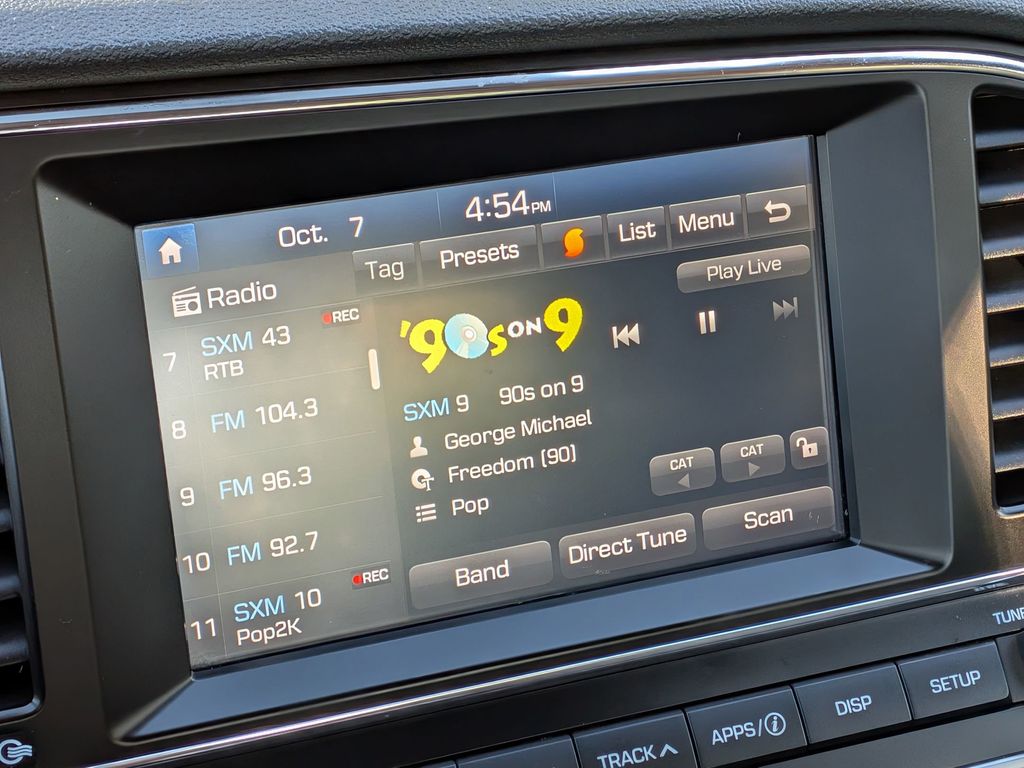 Oct. 7
4:54PM
Tag
Presets
List
Menu
Radio
Play Live
7
SXM 43
REC
RTB
8
FM 104.3
9
FM 96.3
10
FM 92.7
11
SXM 10
REC
Pop2K
'90s ON 9
SXM 9 90s on 9
George Michael
Freedom (90)
Pop
CAT
CAT
Band
Direct Tune
Scan
TRACK
APPS/i
DISP
SETUP
TUNE